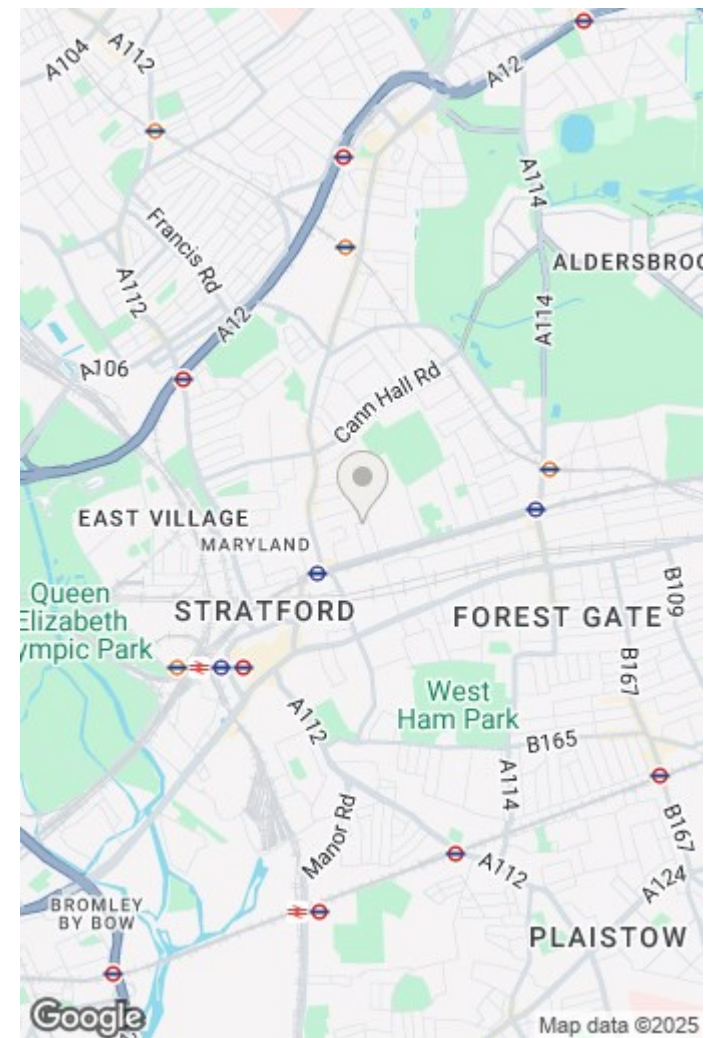 A104
A112
A12
A114
Francis Rd
ALDERSBROO
A112
A12
A114
A106
Cann Hall Rd
EAST VILLAGE
MARYLAND
Queen
Elizabeth
ympic Park
STRATFORD
FOREST GATE
B109
B167
West
Ham Park
A112
B165
A114
Manor Rd
B167
A112
A124
BROMLEY
BY BOW
PLAISTOW
Google
Map data ©2025